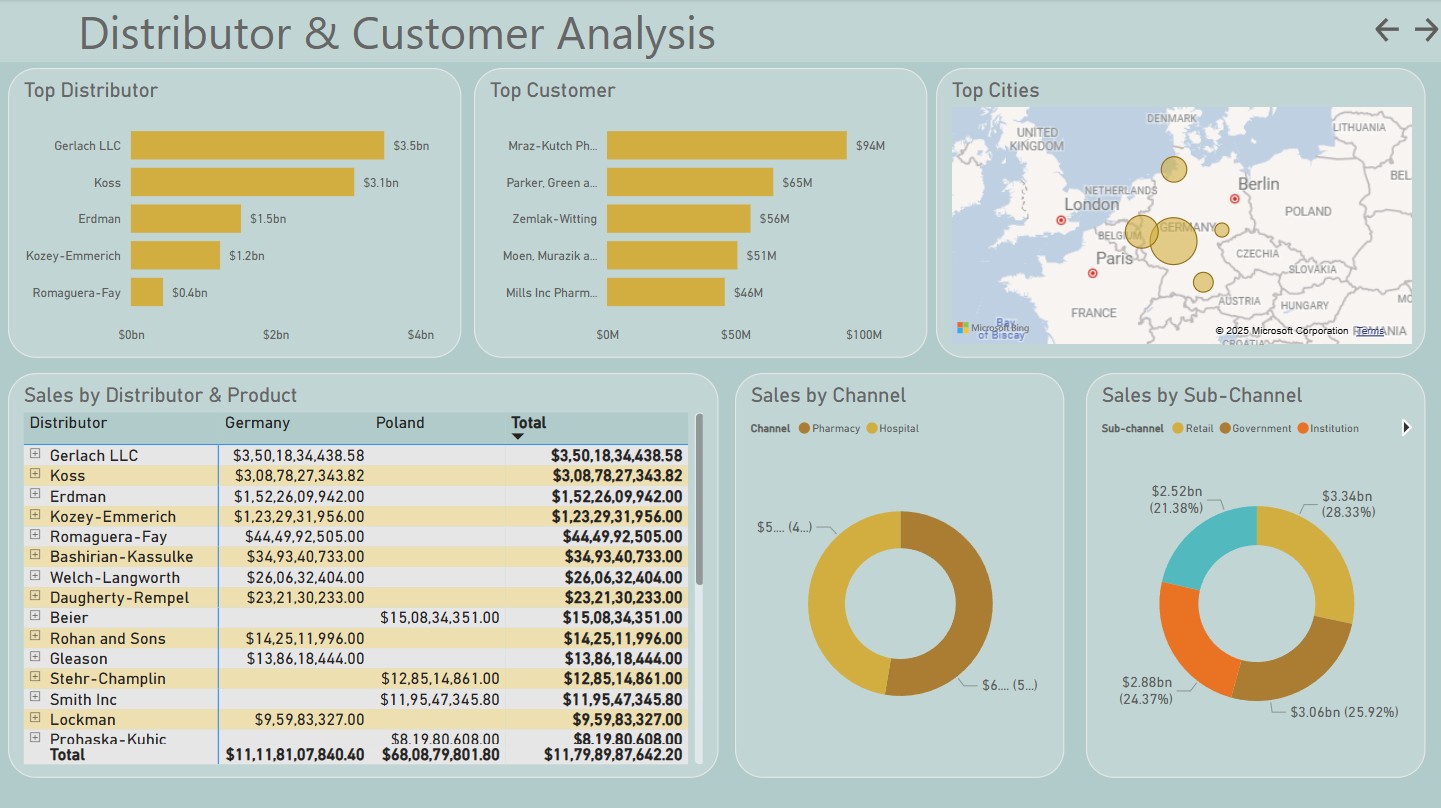 Distributor & Customer Analysis
Top Distributor
Gerlach LLC $3.5bn
Koss $3.1bn
Erdman $1.5bn
Kozey-Emmerich $1.2bn
Romaguera-Fay $0.4bn
$0bn $2bn $4bn
Top Customer
Mraz-Kutch Ph... $94M
Parker, Green a... $65M
Zemlak-Witting $56M
Moen, Murazik a... $51M
Mills Inc Pharm... $46M
$0M $50M $100M
Top Cities
DENMARK
LITHUANIA
UNITED
KINGDOM
BEL
NETHERLANDS
Berlin
London
POLAND
BELGIUM
GERMANY
Paris
CZECHIA
SLOVAKIA
AUSTRIA
HUNGARY
MO
FRANCE
Bay
of Biscay
Microsoft Bing
© 2025 Microsoft Corporation Terms
ROMANIA
CROATIA
Sales by Distributor & Product
Distributor Germany Poland Total
Gerlach LLC $3,50,18,34,438.58 $3,50,18,34,438.58
Koss $3,08,78,27,343.82 $3,08,78,27,343.82
Erdman $1,52,26,09,942.00 $1,52,26,09,942.00
Kozey-Emmerich $1,23,29,31,956.00 $1,23,29,31,956.00
Romaguera-Fay $44,49,92,505.00 $44,49,92,505.00
Bashirian-Kassulke $34,93,40,733.00 $34,93,40,733.00
Welch-Langworth $26,06,32,404.00 $26,06,32,404.00
Daugherty-Rempel $23,21,30,233.00 $23,21,30,233.00
Beier $15,08,34,351.00 $15,08,34,351.00
Rohan and Sons $14,25,11,996.00 $14,25,11,996.00
Gleason $13,86,18,444.00 $13,86,18,444.00
Stehr-Champlin $12,85,14,861.00 $12,85,14,861.00
Smith Inc $11,95,47,345.80 $11,95,47,345.80
Lockman $9,59,83,327.00 $9,59,83,327.00
Prohaska-Kuhic $8,19,80,608.00 $8,19,80,608.00
Total $11,11,81,07,840.40 $68,08,79,801.80 $11,79,89,87,642.20
Sales by Channel
Channel Pharmacy Hospital
$5.... (4...)
$6.... (5...)
Sales by Sub-Channel
Sub-channel Retail Government Institution
$2.52bn
(21.38%)
$3.34bn
(28.33%)
$2.88bn
(24.37%)
$3.06bn (25.92%)